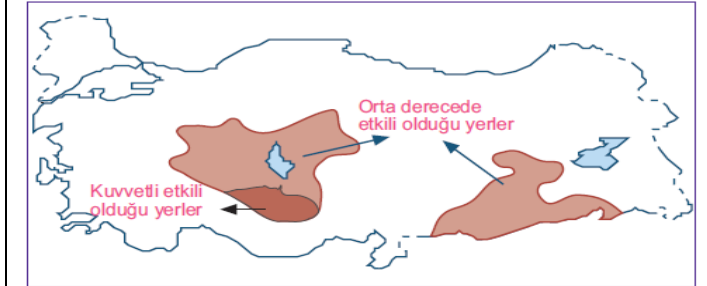 Orta derecede
etkili olduğu yerler
Kuvvetli etkili
olduğu yerler